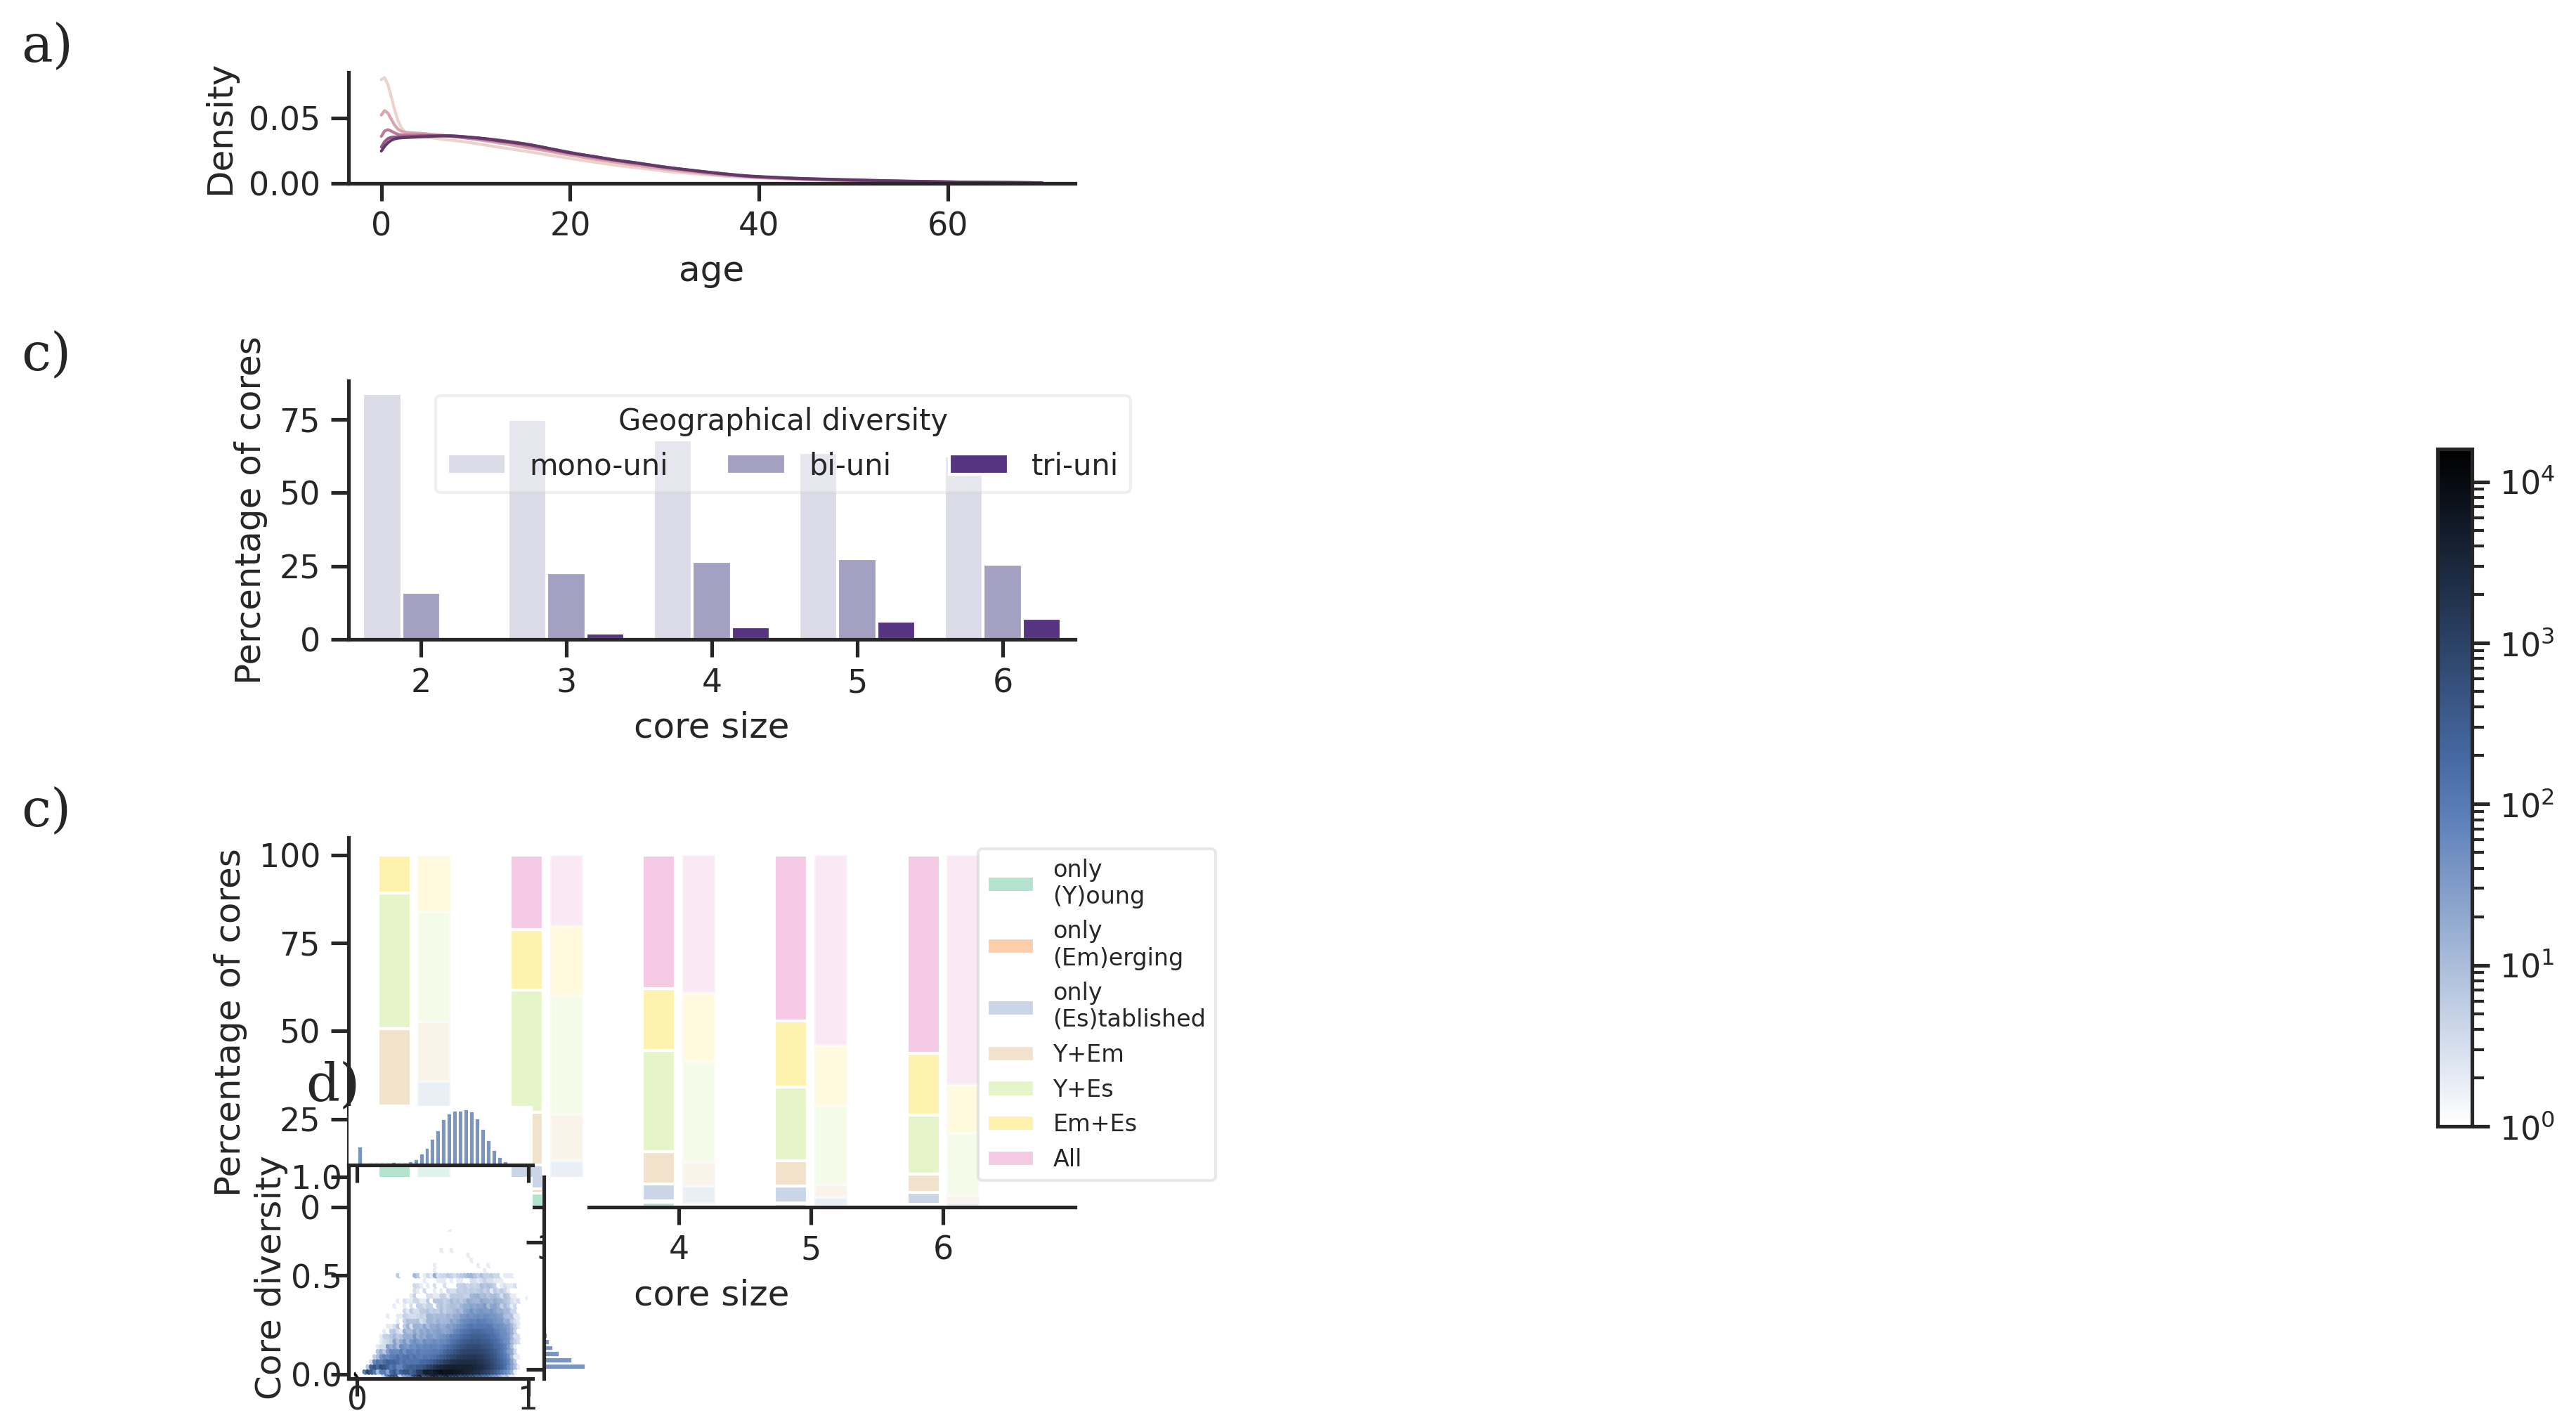 a)
Density
0.05
0.00
0 20 40 60
age
c)
Percentage of cores
75
50
25
0
Geographical diversity
mono-uni bi-uni tri-uni
2 3 4 5 6
core size
10⁴
10³
10²
10¹
10⁰
c)
Percentage of cores
100
75
50
25
0
only
(Y)oung
only
(Em)erging
only
(Es)tablished
Y+Em
Y+Es
Em+Es
All
4 5 6
core size
d)
Core diversity
1.0
0.5
0.0
0 1